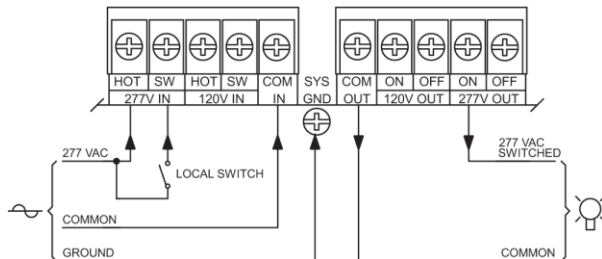 HOT SW HOT SW COM SYS COM ON OFF ON OFF
277V IN 120V IN IN GND OUT 120V OUT 277V OUT
277 VAC
277 VAC
SWITCHED
LOCAL SWITCH
COMMON
GROUND
COMMON